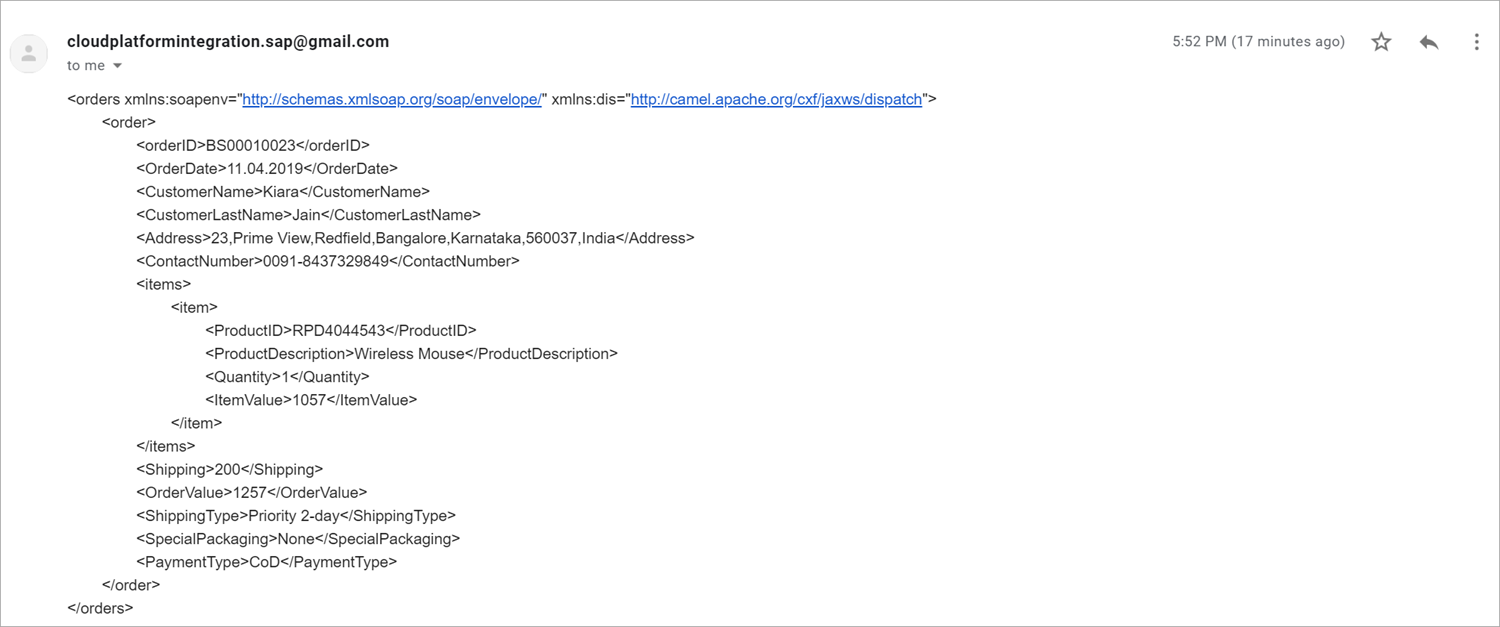 cloudplatformintegration.sap@gmail.com 5:52 PM (17 minutes ago)
to me
<orders xmlns:soapenv="http://schemas.xmlsoap.org/soap/envelope/" xmlns:dis="http://camel.apache.org/cxf/jaxws/dispatch">
<order>
<orderID>BS00010023</orderID>
<OrderDate>11.04.2019</OrderDate>
<CustomerName>Kiara</CustomerName>
<CustomerLastName>Jain</CustomerLastName>
<Address>23,Prime View,Redfield,Bangalore,Karnataka,560037,India</Address>
<ContactNumber>0091-8437329849</ContactNumber>
<items>
<item>
<ProductID>RPD4044543</ProductID>
<ProductDescription>Wireless Mouse</ProductDescription>
<Quantity>1</Quantity>
<ItemValue>1057</ItemValue>
</item>
</items>
<Shipping>200</Shipping>
<OrderValue>1257</OrderValue>
<ShippingType>Priority 2-day</ShippingType>
<SpecialPackaging>None</SpecialPackaging>
<PaymentType>CoD</PaymentType>
</order>
</orders>